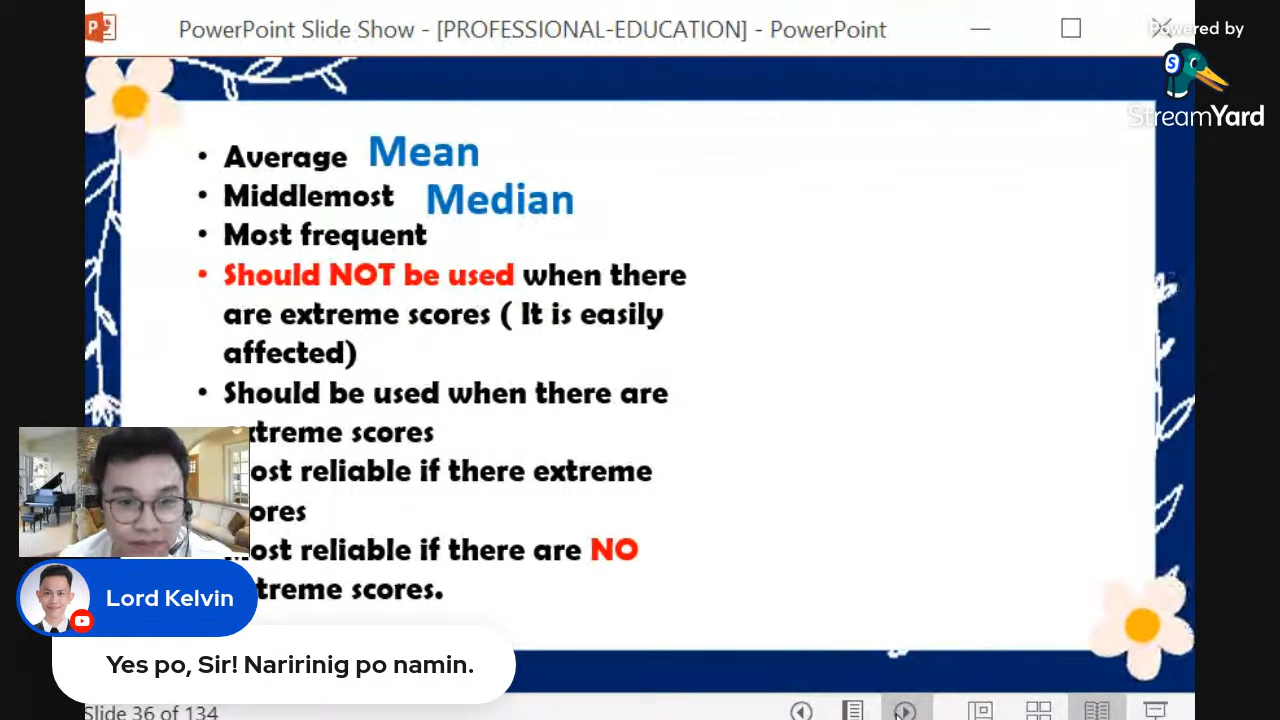 PowerPoint Slide Show - [PROFESSIONAL-EDUCATION] - PowerPoint
Powered by
StreamYard
• Average Mean
• Middlemost Median
• Most frequent
• Should NOT be used when there
are extreme scores ( It is easily
affected)
• Should be used when there are
xtreme scores
ost reliable if there extreme
ores
ost reliable if there are NO
treme scores.
Lord Kelvin
Yes po, Sir! Naririnig po namin.
Slide 36 of 134